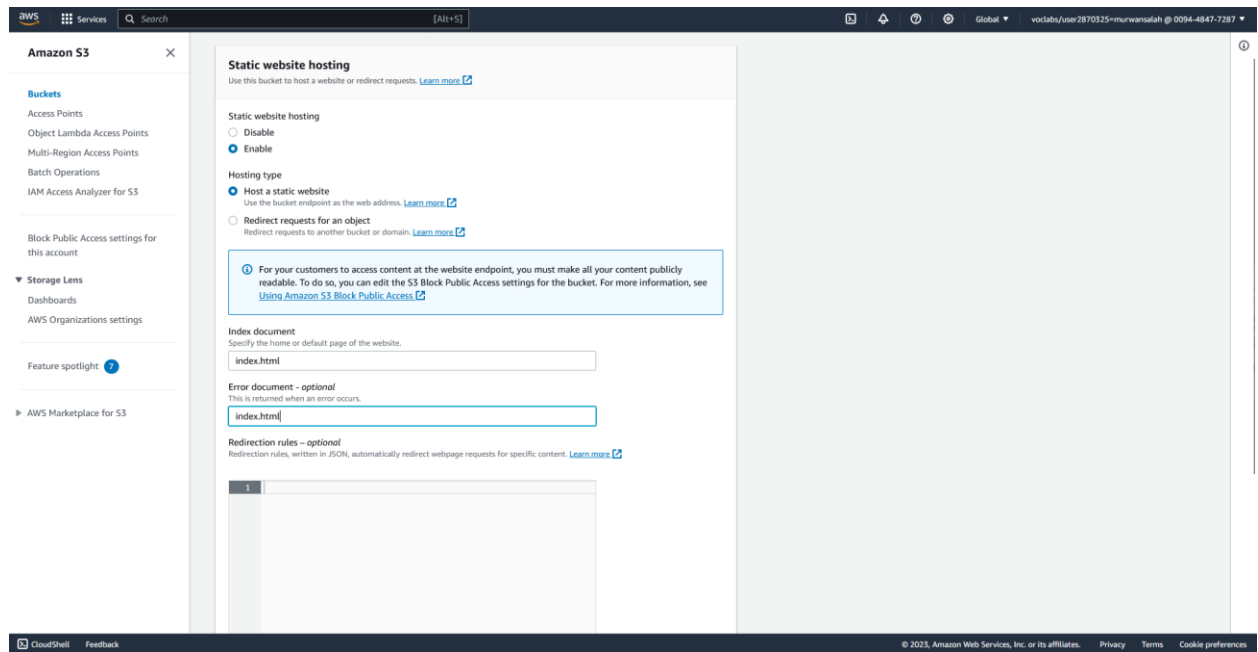 aws
Services
Search
[Alt+S]
Global ▼
voclabs/user2870325=murwansalah @ 0094-4847-7287 ▼
Amazon S3
Buckets
Access Points
Object Lambda Access Points
Multi-Region Access Points
Batch Operations
IAM Access Analyzer for S3
Block Public Access settings for
this account
Storage Lens
Dashboards
AWS Organizations settings
Feature spotlight 7
AWS Marketplace for S3
Static website hosting
Use this bucket to host a website or redirect requests. Learn more
Static website hosting
Disable
Enable
Hosting type
Host a static website
Use the bucket endpoint as the web address. Learn more
Redirect requests for an object
Redirect requests to another bucket or domain. Learn more
For your customers to access content at the website endpoint, you must make all your content publicly
readable. To do so, you can edit the S3 Block Public Access settings for the bucket. For more information, see
Using Amazon S3 Block Public Access
Index document
Specify the home or default page of the website.
index.html
Error document - optional
This is returned when an error occurs.
index.html
Redirection rules – optional
Redirection rules, written in JSON, automatically redirect webpage requests for specific content. Learn more
1
CloudShell
Feedback
© 2023, Amazon Web Services, Inc. or its affiliates.
Privacy
Terms
Cookie preferences